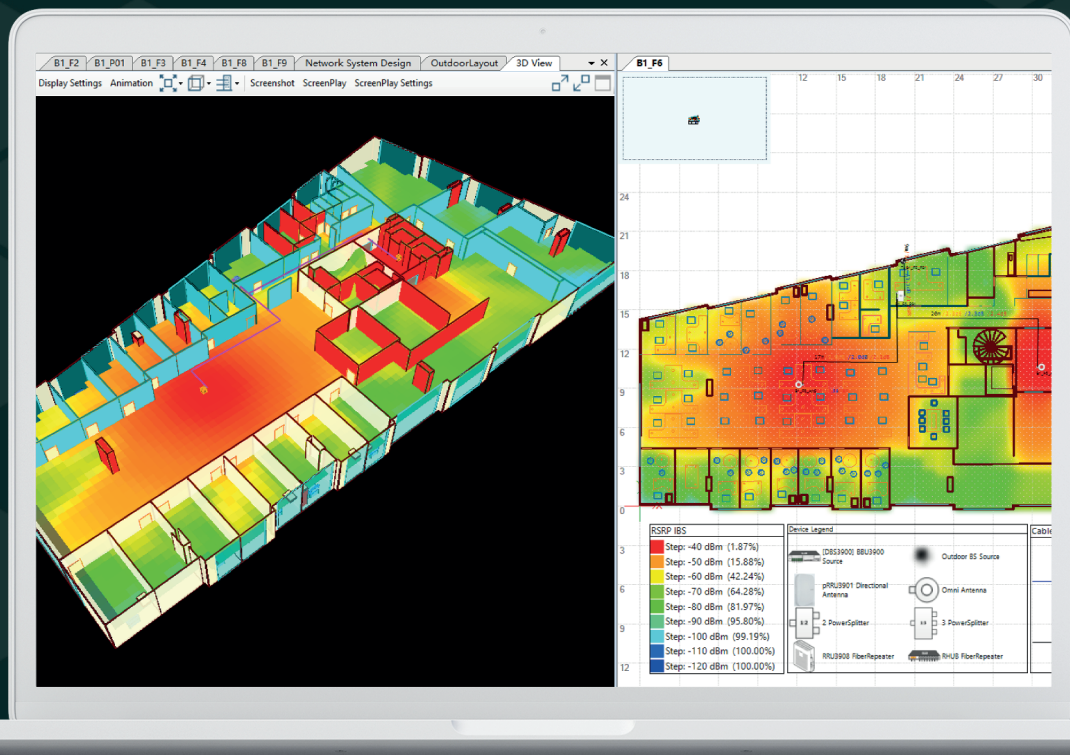 B1_F2 B1_P01 B1_F3 B1_F4 B1_F8 B1_F9 Network System Design OutdoorLayout 3D View
Display Settings Animation Screenshot ScreenPlay ScreenPlay Settings
B1_F6
12 15 18 21 24 27 30
24
21
18
15
12
9
6
3
0
3
6
9
12
17M
RSRP IBS
Step: -40 dBm (1.87%)
Step: -50 dBm (15.88%)
Step: -60 dBm (42.24%)
Step: -70 dBm (64.28%)
Step: -80 dBm (81.97%)
Step: -90 dBm (95.80%)
Step: -100 dBm (99.19%)
Step: -110 dBm (100.00%)
Step: -120 dBm (100.00%)
Device Legend
[DBS3900] BBU3900
Source
Outdoor BS Source
pRRU3901 Directional
Antenna
Omni Antenna
2 PowerSplitter
3 PowerSplitter
RRU3908 FiberRepeater
RHUB FiberRepeater
Cable